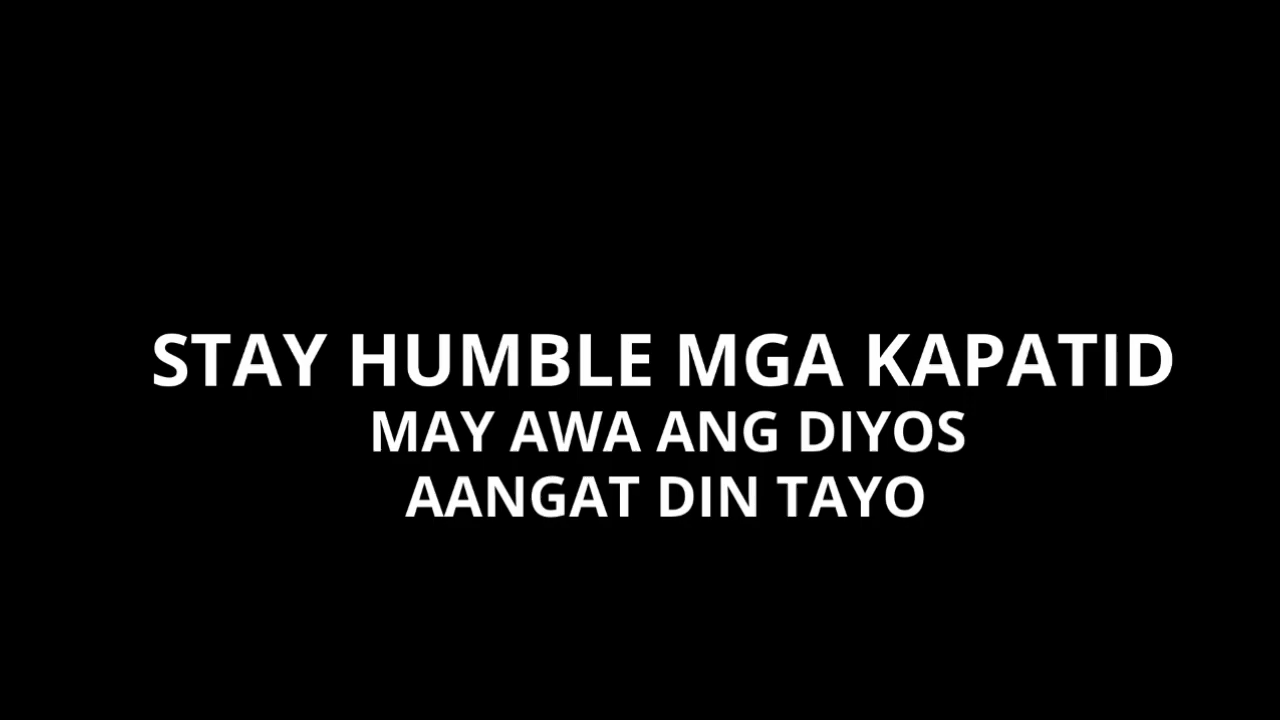 STAY HUMBLE MGA KAPATID
MAY AWA ANG DIYOS
AANGAT DIN TAYO